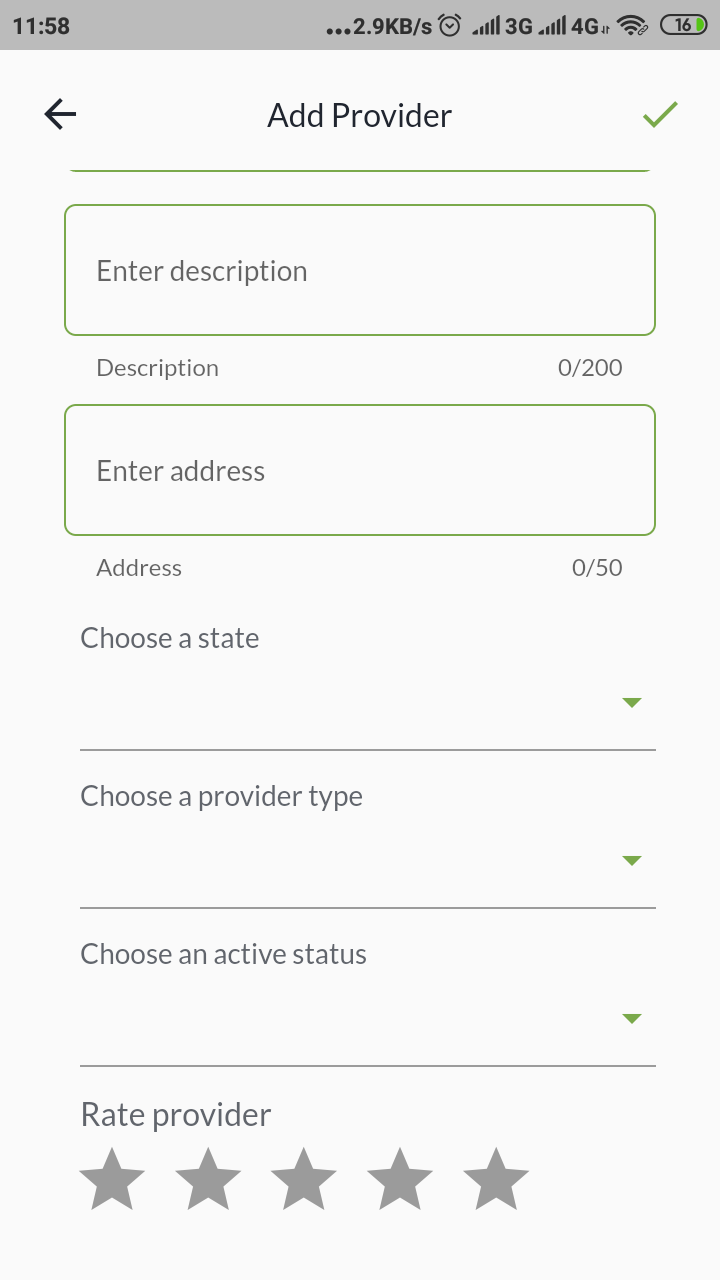 11:58 ...2.9KB/s 3G 4G 16
Add Provider
Enter description
Description 0/200
Enter address
Address 0/50
Choose a state
Choose a provider type
Choose an active status
Rate provider